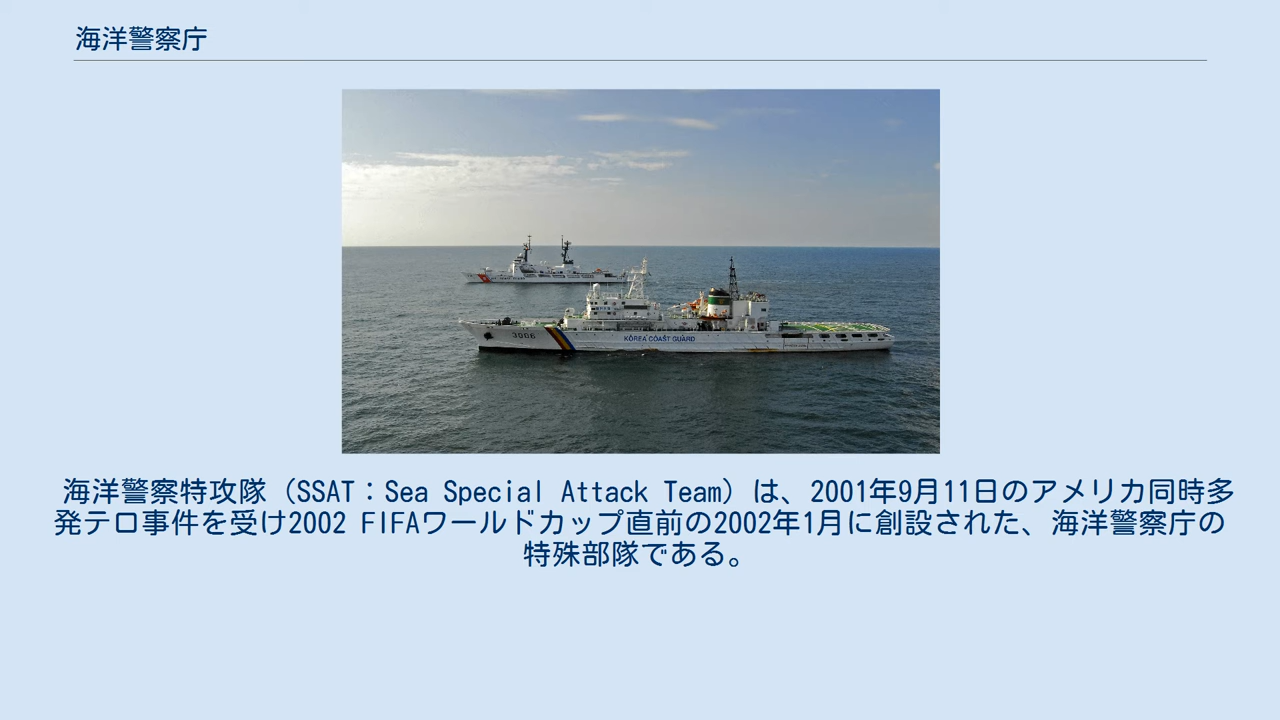 海洋警察庁
3006
KOREA COAST GUARD
海洋警察特攻隊（SSAT：Sea Special Attack Team）は、2001年9月11日のアメリカ同時多
発テロ事件を受け2002 FIFAワールドカップ直前の2002年1月に創設された、海洋警察庁の
特殊部隊である。